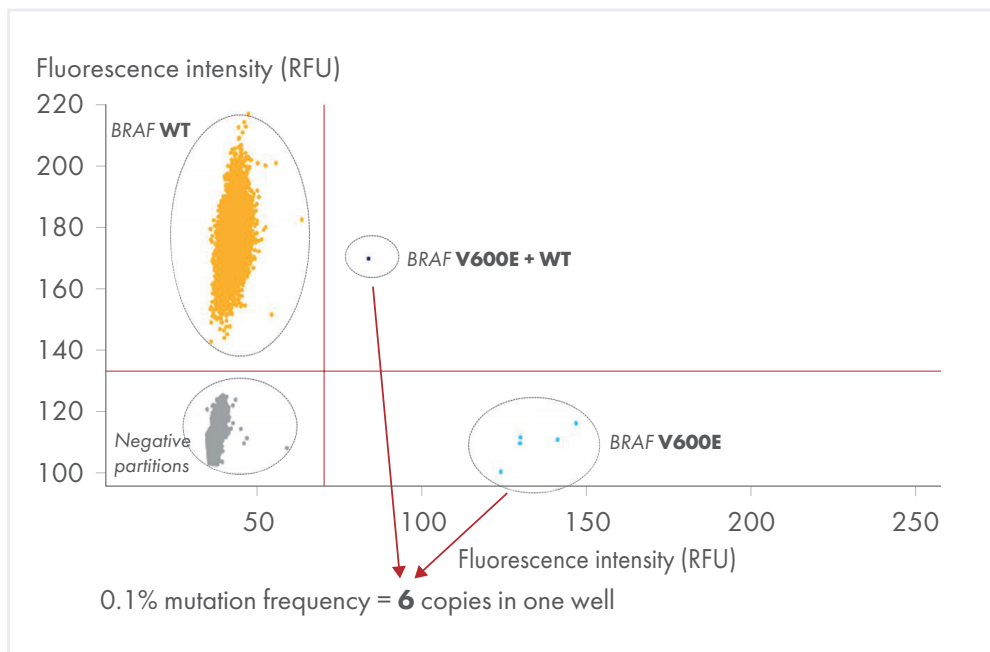 Fluorescence intensity (RFU)
220
BRAF WT
200
180
BRAF V600E + WT
160
140
120
Negative
partitions
BRAF V600E
100
50
100
150
200
250
Fluorescence intensity (RFU)
0.1% mutation frequency = 6 copies in one well